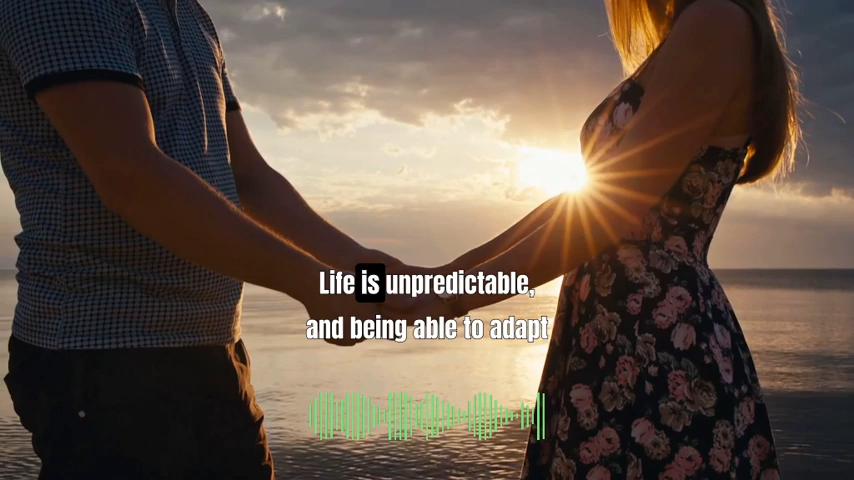 Life is unpredictable,
and being able to adapt